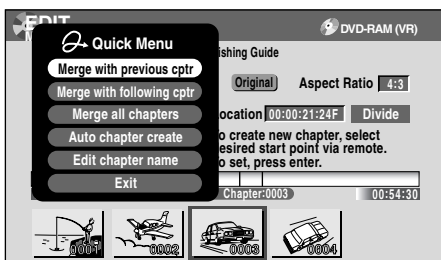 EDIT
DVD-RAM (VR)
Quick Menu
Merge with previous cptr
Merge with following cptr
Merge all chapters
Auto chapter create
Edit chapter name
Exit
ishing Guide
Original Aspect Ratio 4:3
ocation 00:00:21:24F Divide
o create new chapter, select
esired start point via remote.
o set, press enter.
Chapter:0003 00:54:30
0001 0002 0003 0004